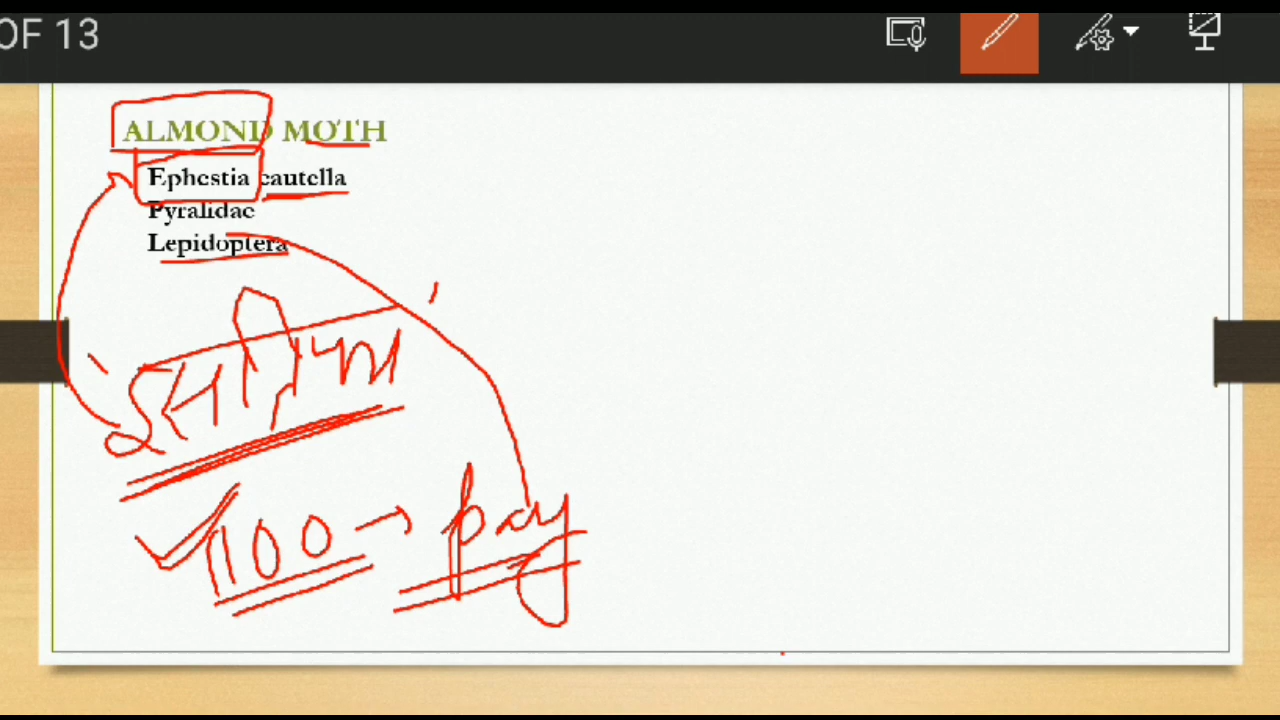 OF 13
ALMOND MOTH
Ephestia cautella
Pyralidae
Lepidoptera
100 → pay